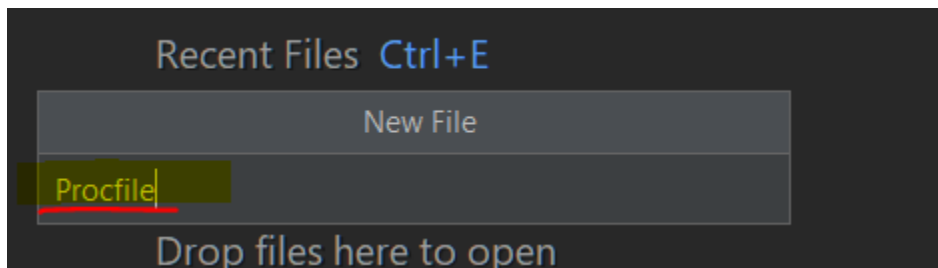 Recent Files Ctrl+E
New File
Procfile
Drop files here to open